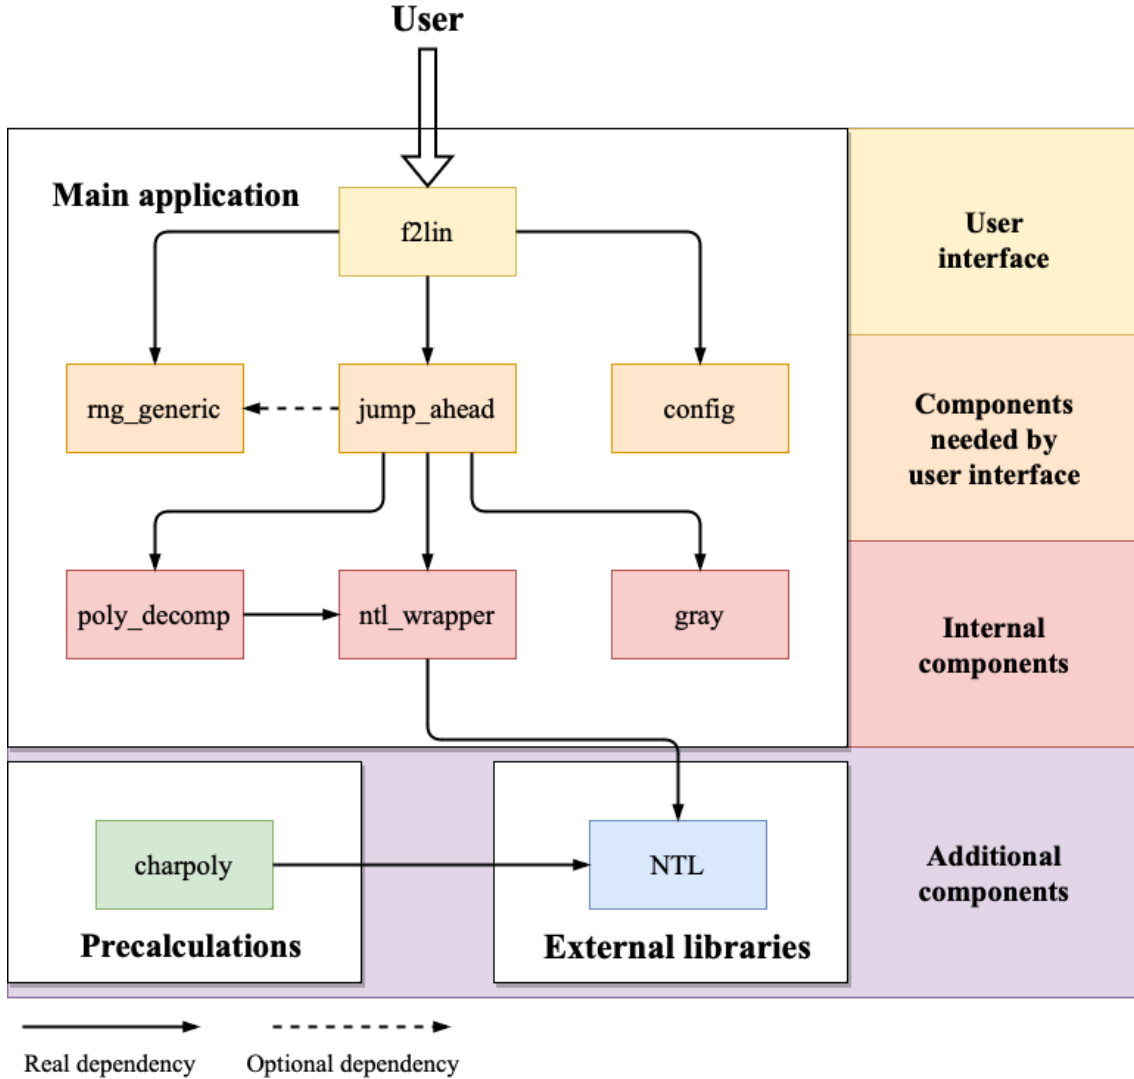 User
Main application
f2lin
User
interface
rng_generic
jump_ahead
config
Components
needed by
user interface
poly_decomp
ntl_wrapper
gray
Internal
components
charpoly
NTL
Additional
components
Precalculations
External libraries
Real dependency
Optional dependency